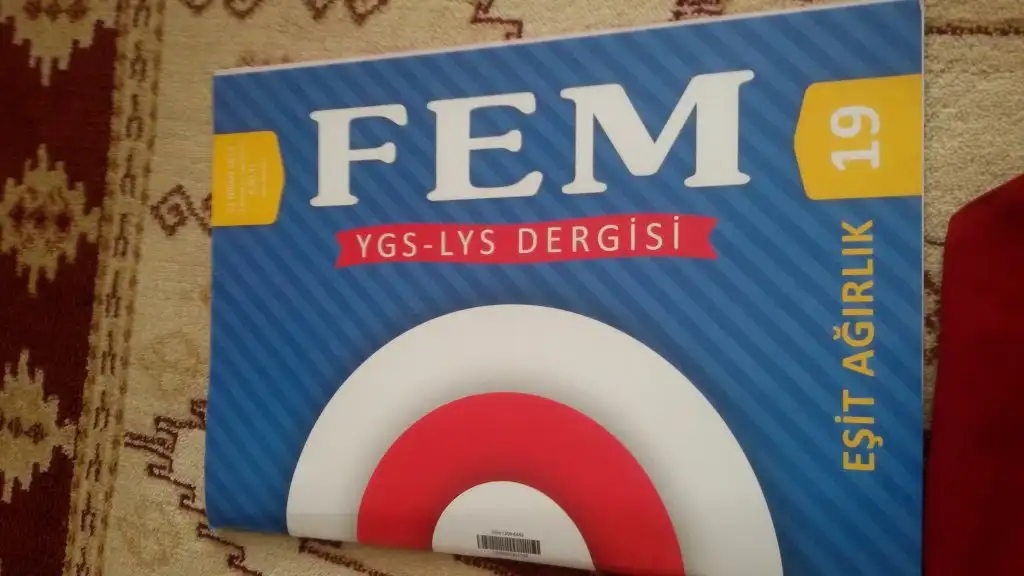 FEM
YGS-LYS DERGİSİ
19
EŞİT AĞIRLIK